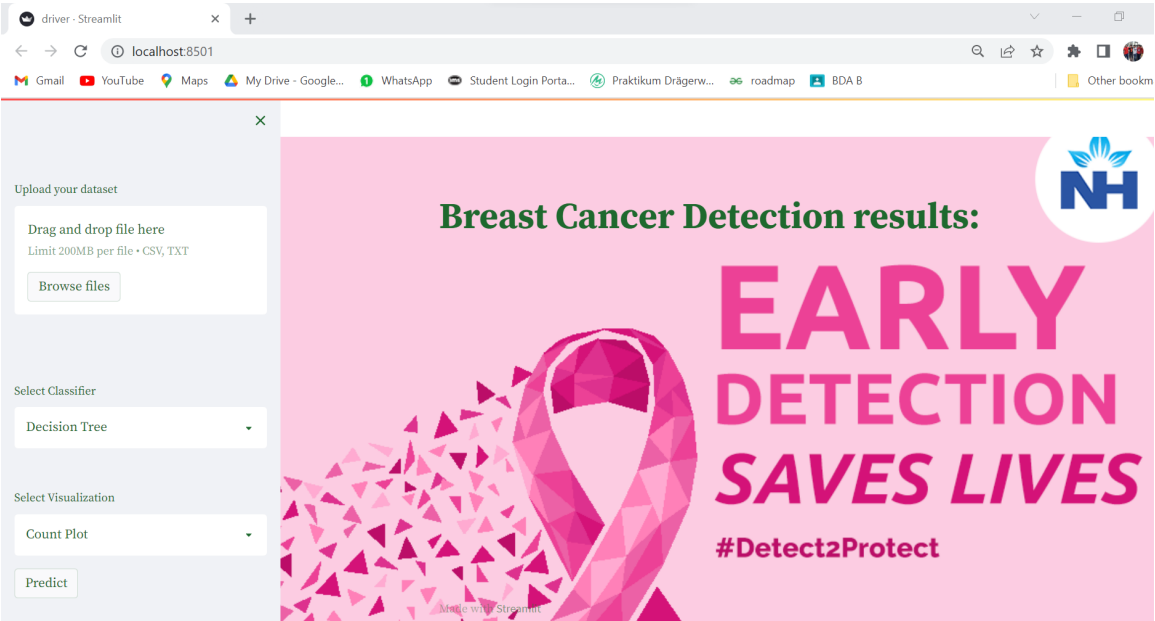 driver · Streamlit
localhost:8501
Gmail YouTube Maps My Drive - Google... WhatsApp Student Login Porta... Praktikum Drägerw... roadmap BDA B Other bookm
Upload your dataset
Drag and drop file here
Limit 200MB per file • CSV, TXT
Browse files
Select Classifier
Decision Tree
Select Visualization
Count Plot
Predict
NH
Breast Cancer Detection results:
EARLY
DETECTION
SAVES LIVES
#Detect2Protect
Made with Streamlit